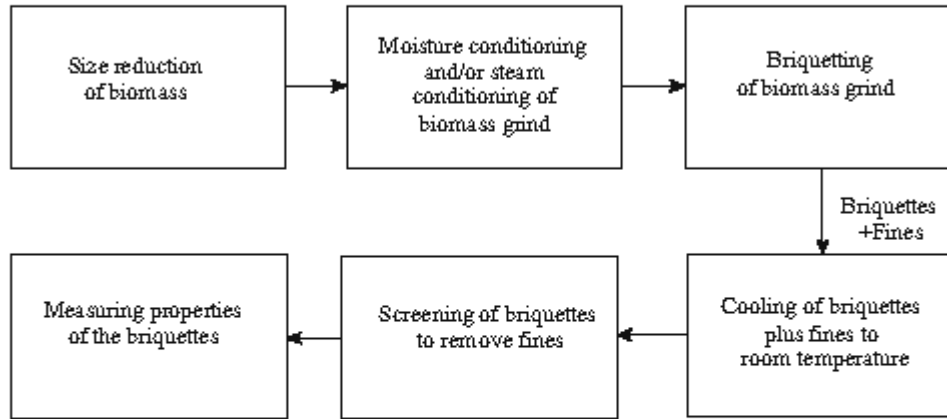 Size reduction
of biomass
Moisture conditioning
and/or steam
conditioning of
biomass grind
Briquetting
of biomass grind
Briquettes
+Fines
Cooling of briquettes
plus fines to
room temperature
Screening of briquettes
to remove fines
Measuring properties
of the briquettes